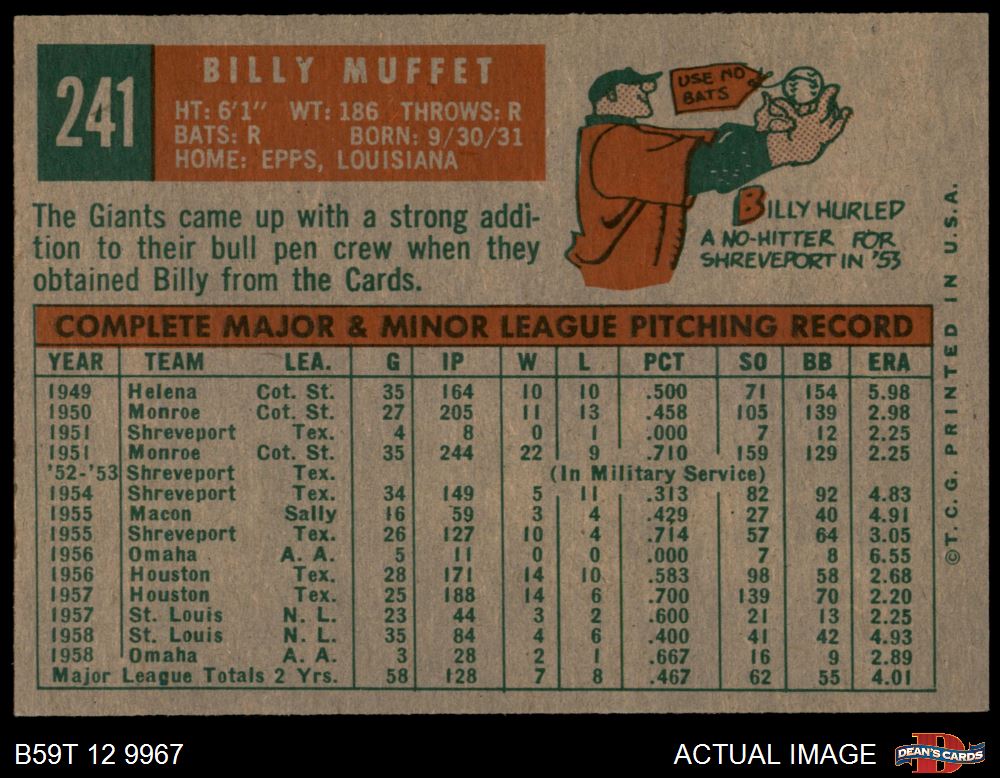 241
BILLY MUFFET
HT: 6'1" WT: 186 THROWS: R
BATS: R BORN: 9/30/31
HOME: EPPS, LOUISIANA
USE NO
BATS
BILLY HURLED
A NO-HITTER FOR
SHREVEPORT IN '53
The Giants came up with a strong addi-
tion to their bull pen crew when they
obtained Billy from the Cards.
COMPLETE MAJOR & MINOR LEAGUE PITCHING RECORD
YEAR TEAM LEA. G IP W L PCT SO BB ERA
1949 Helena Cot. St. 35 164 10 10 .500 71 154 5.98
1950 Monroe Cot. St. 27 205 11 13 .458 105 139 2.98
1951 Shreveport Tex. 4 8 0 1 .000 7 12 2.25
1951 Monroe Cot. St. 35 244 22 9 .710 159 129 2.25
'52-'53 Shreveport Tex. (In Military Service)
1954 Shreveport Tex. 34 149 5 11 .313 82 92 4.83
1955 Macon Sally 16 59 3 4 .429 27 40 4.91
1955 Shreveport Tex. 26 127 10 4 .714 57 64 3.05
1956 Omaha A. A. 5 11 0 0 .000 7 8 6.55
1956 Houston Tex. 28 171 14 10 .583 98 58 2.68
1957 Houston Tex. 25 188 14 6 .700 139 70 2.20
1957 St. Louis N. L. 23 44 3 2 .600 21 13 2.25
1958 St. Louis N. L. 35 84 4 6 .400 41 42 4.93
1958 Omaha A. A. 3 28 2 1 .667 16 9 2.89
Major League Totals 2 Yrs. 58 128 7 8 .467 62 55 4.01
©T.C.G. PRINTED IN U.S.A.
B59T 12 9967
ACTUAL IMAGE
DEAN'S CARDS